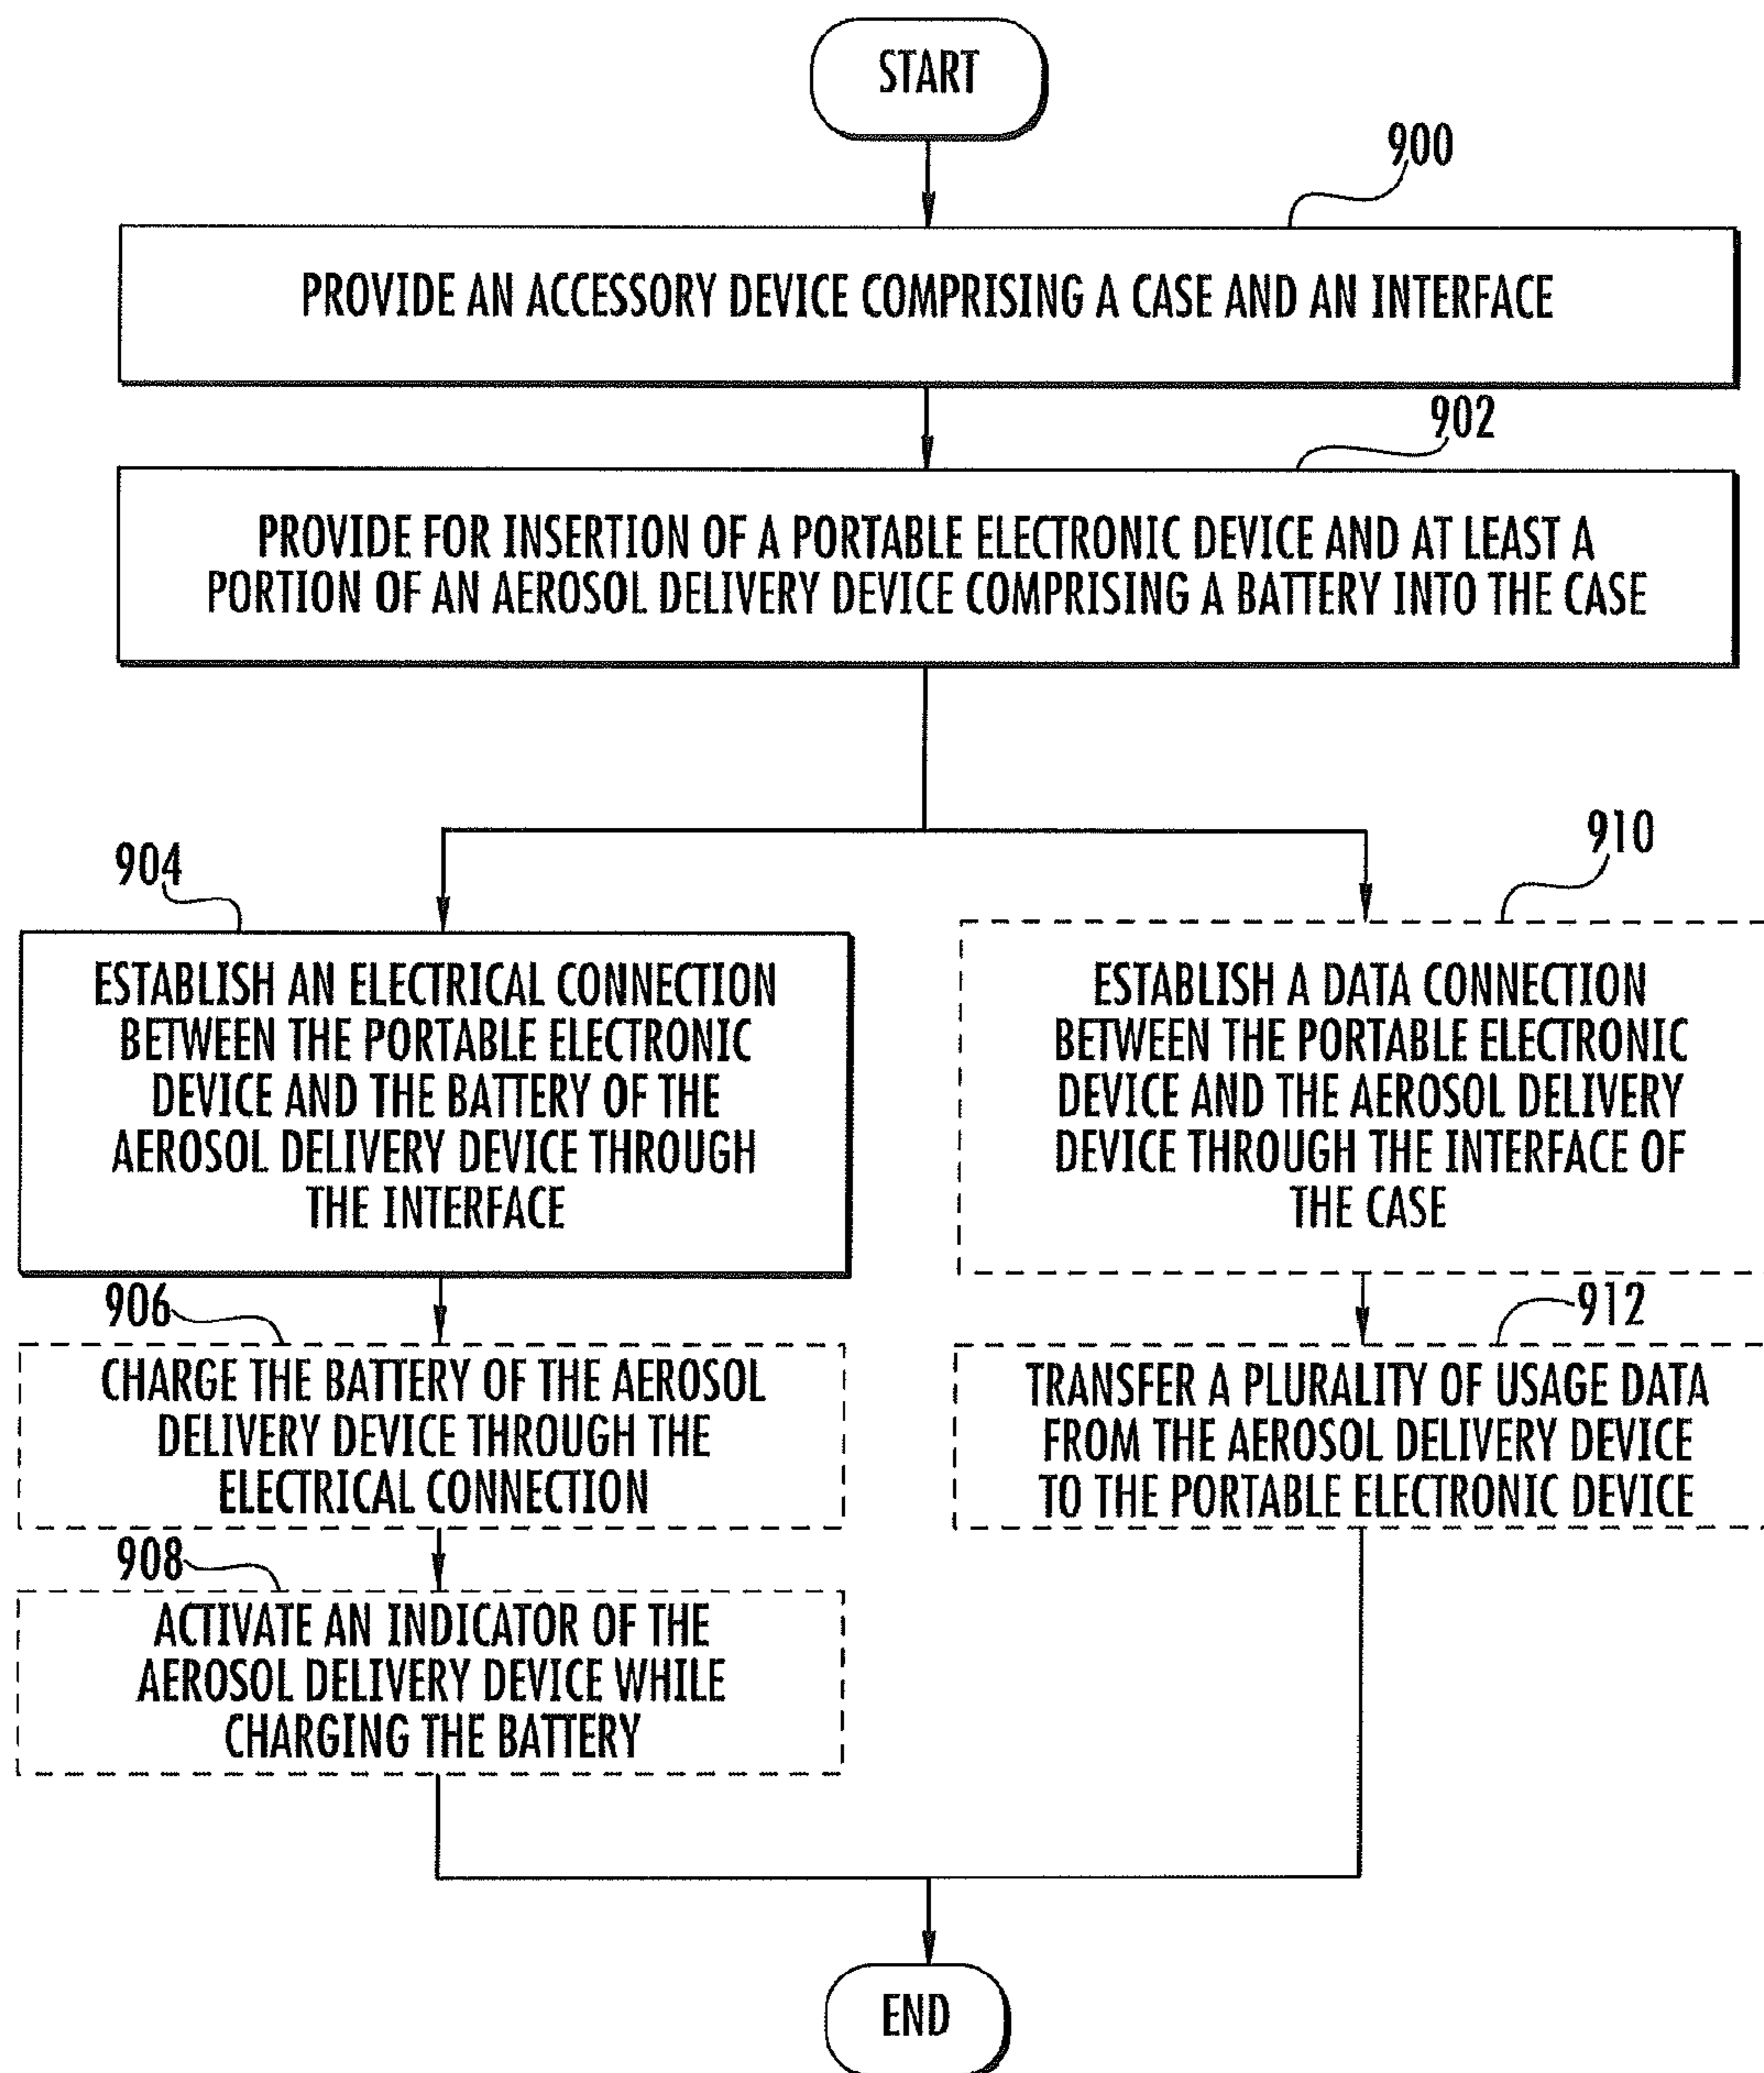 START
900
PROVIDE AN ACCESSORY DEVICE COMPRISING A CASE AND AN INTERFACE
902
PROVIDE FOR INSERTION OF A PORTABLE ELECTRONIC DEVICE AND AT LEAST A
PORTION OF AN AEROSOL DELIVERY DEVICE COMPRISING A BATTERY INTO THE CASE
904
ESTABLISH AN ELECTRICAL CONNECTION
BETWEEN THE PORTABLE ELECTRONIC
DEVICE AND THE BATTERY OF THE
AEROSOL DELIVERY DEVICE THROUGH
THE INTERFACE
906
CHARGE THE BATTERY OF THE AEROSOL
DELIVERY DEVICE THROUGH THE
ELECTRICAL CONNECTION
908
ACTIVATE AN INDICATOR OF THE
AEROSOL DELIVERY DEVICE WHILE
CHARGING THE BATTERY
910
ESTABLISH A DATA CONNECTION
BETWEEN THE PORTABLE ELECTRONIC
DEVICE AND THE AEROSOL DELIVERY
DEVICE THROUGH THE INTERFACE OF
THE CASE
912
TRANSFER A PLURALITY OF USAGE DATA
FROM THE AEROSOL DELIVERY DEVICE
TO THE PORTABLE ELECTRONIC DEVICE
END